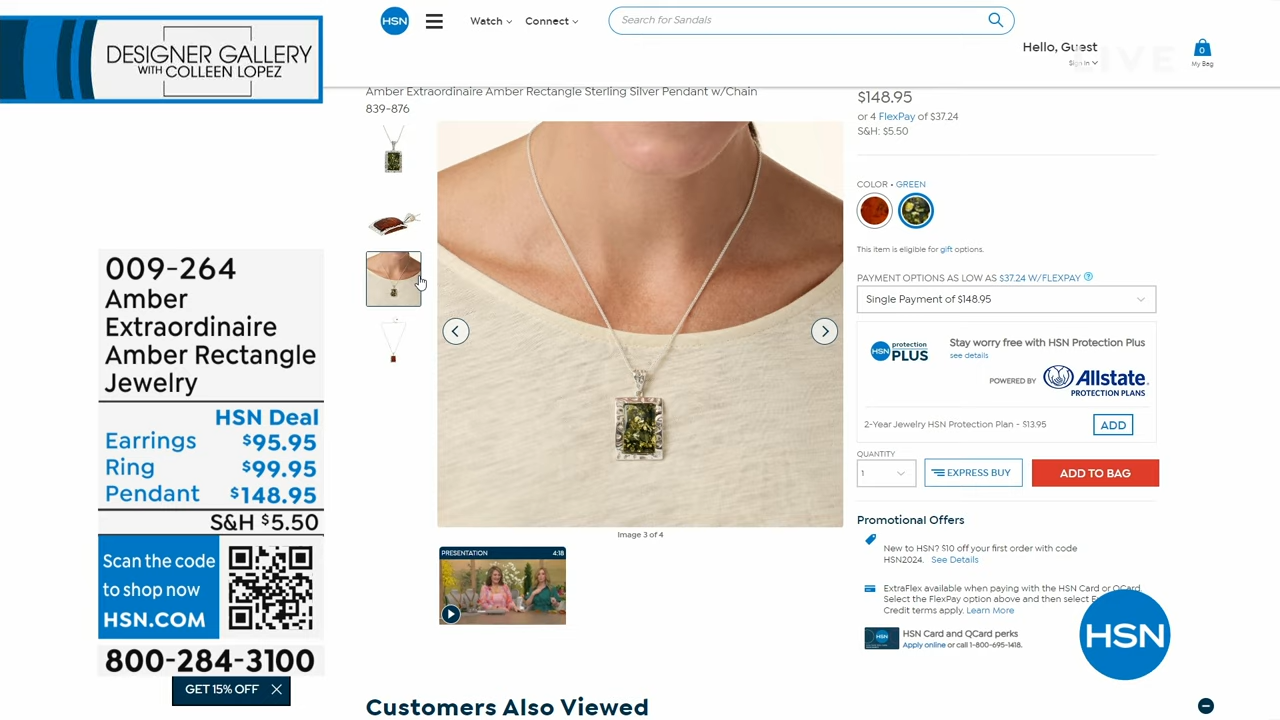 DESIGNER GALLERY
WITH COLLEEN LOPEZ
HSN
Watch
Connect
Search for Sandals
Hello, Guest
Sign In
LIVE
0
My Bag
Amber Extraordinaire Amber Rectangle Sterling Silver Pendant w/Chain
839-876
$148.95
or 4 FlexPay of $37.24
S&H: $5.50
COLOR • GREEN
This item is eligible for gift options.
PAYMENT OPTIONS AS LOW AS $37.24 W/FLEXPAY ?
Single Payment of $148.95
HSN protection PLUS
Stay worry free with HSN Protection Plus
see details
POWERED BY Allstate
PROTECTION PLANS
2-Year Jewelry HSN Protection Plan - $13.95
ADD
QUANTITY
1
EXPRESS BUY
ADD TO BAG
Image 3 of 4
PRESENTATION 4:18
Promotional Offers
New to HSN? $10 off your first order with code
HSN2024. See Details
ExtraFlex available when paying with the HSN Card or QCard.
Select the FlexPay option above and then select
Credit terms apply. Learn More
HSN
HSN Card and QCard perks
Apply online or call 1-800-695-1418.
HSN
009-264
Amber
Extraordinaire
Amber Rectangle
Jewelry
HSN Deal
Earrings $95.95
Ring $99.95
Pendant $148.95
S&H $5.50
Scan the code
to shop now
HSN.COM
800-284-3100
GET 15% OFF
Customers Also Viewed